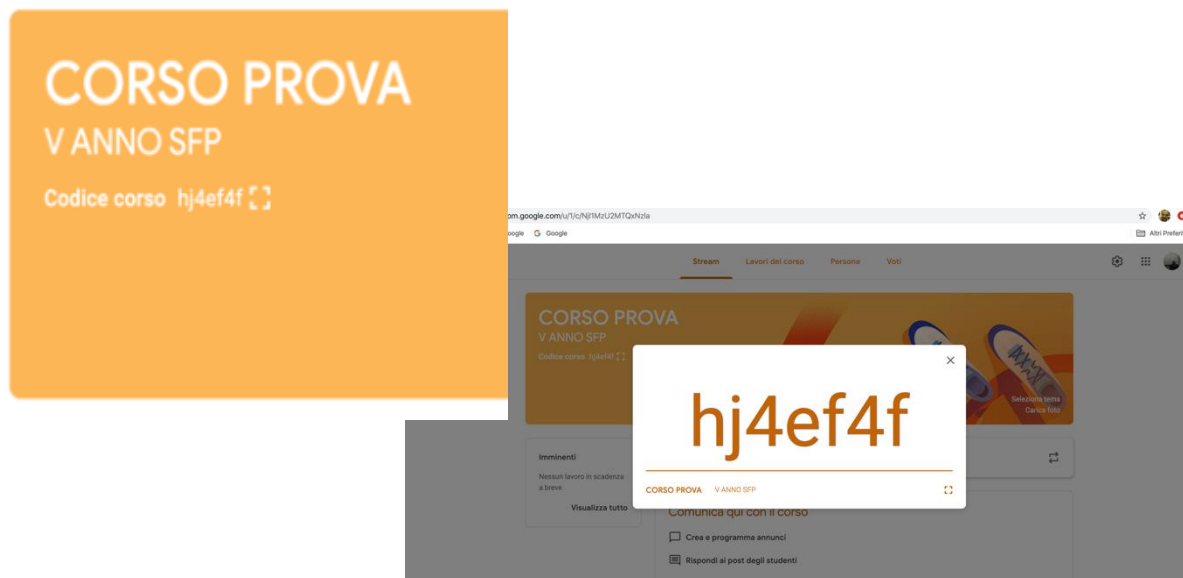 CORSO PROVA
V ANNO SFP
Codice corso hj4ef4f
om.google.com/u/1/c/NjI1MzU2MTQxNzIa
oogle G Google
Altri Preferi
Stream Lavori del corso Persone Voti
CORSO PROVA
V ANNO SFP
Codice corso hj4ef4f
Seleziona tema
Carica foto
hj4ef4f
CORSO PROVA V ANNO SFP
Imminenti
Nessun lavoro in scadenza
a breve
Visualizza tutto
Comunica qui con il corso
Crea e programma annunci
Rispondi ai post degli studenti